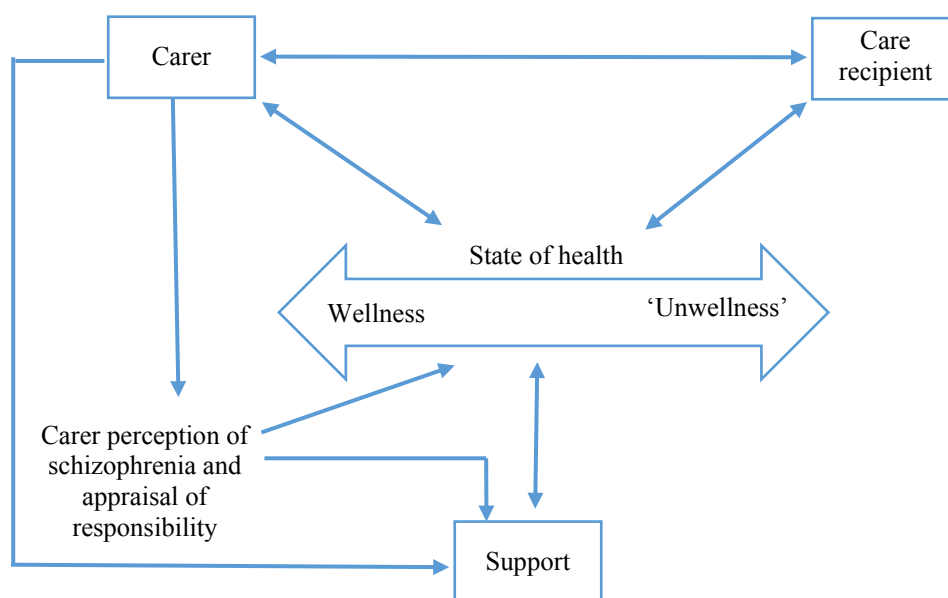 Carer
Care
recipient
State of health
Wellness
‘Unwellness’
Carer perception of
schizophrenia and
appraisal of
responsibility
Support